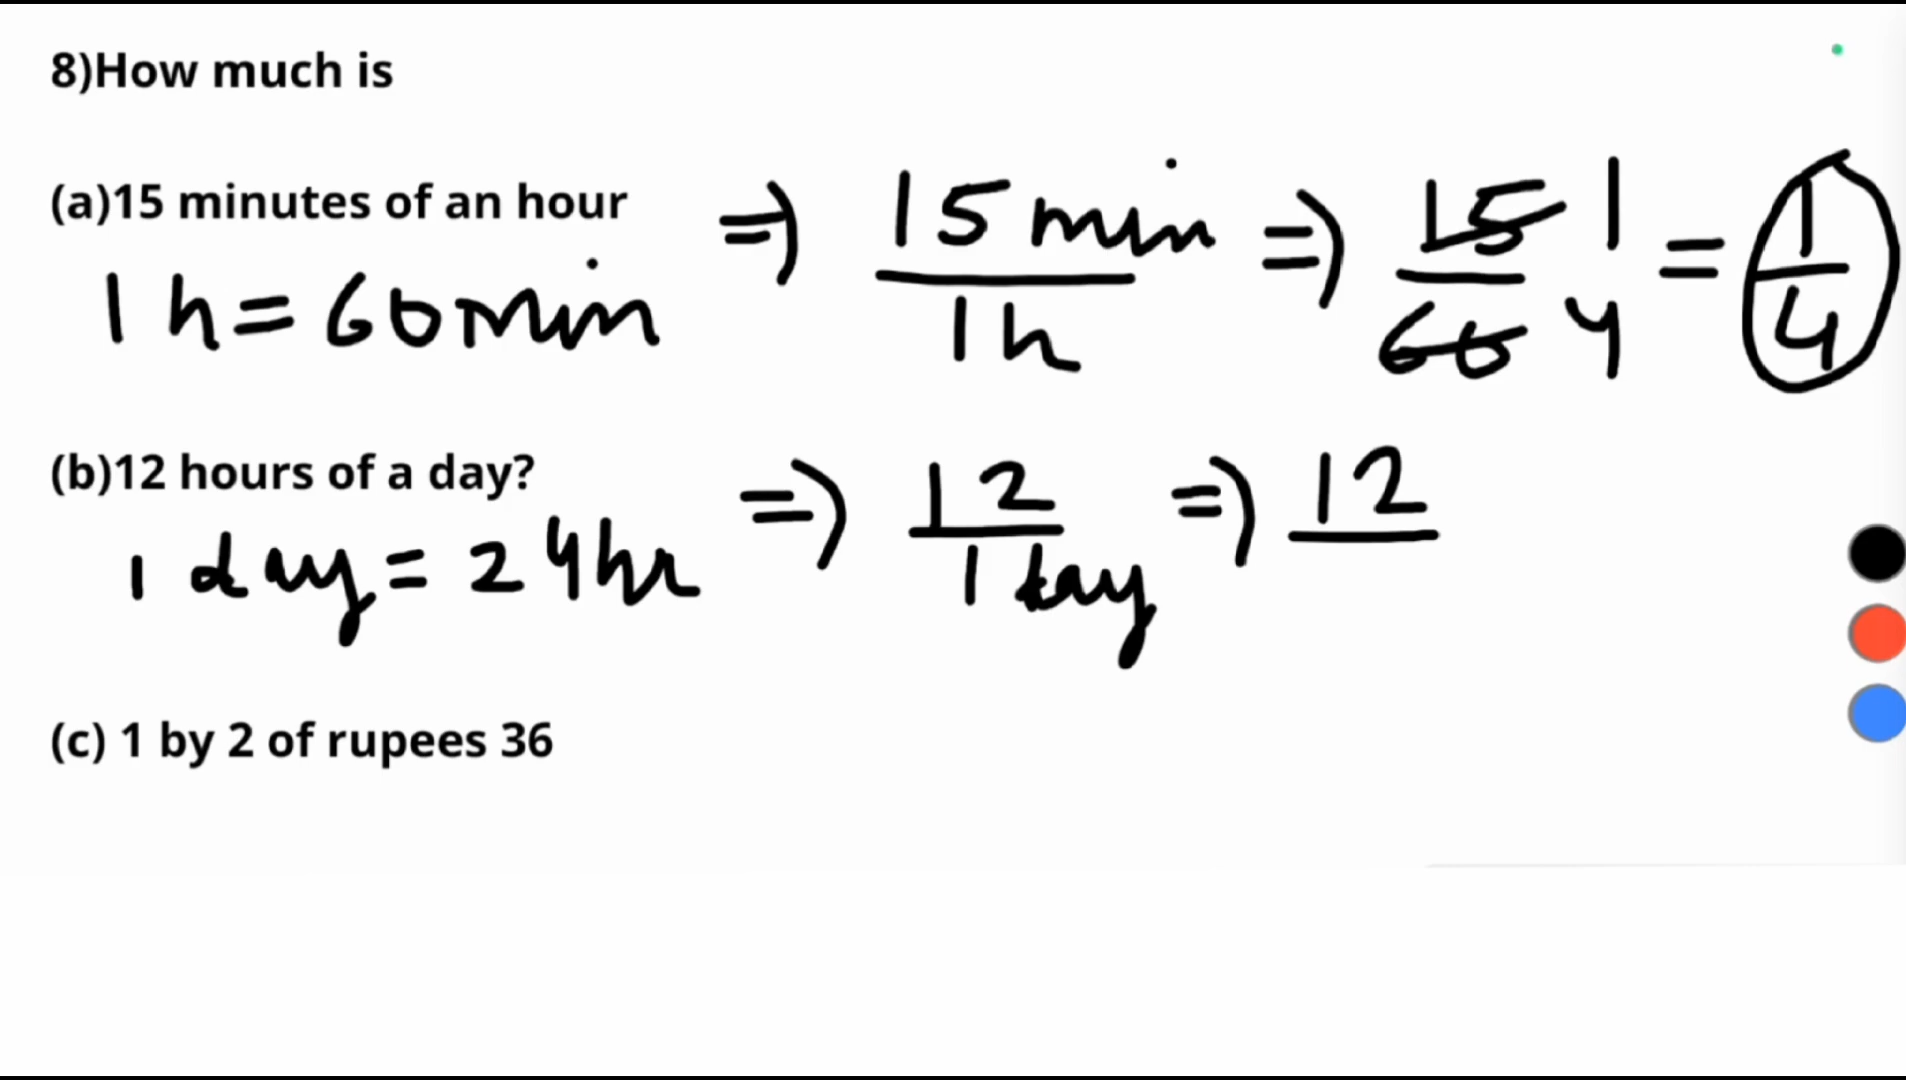 8)How much is
(a)15 minutes of an hour ⇒ 15 min / 1 h ⇒ 15 1 / 60 4 = 1/4
1 h = 60 min
(b)12 hours of a day? ⇒ 12 / 1 day ⇒ 12
1 day = 24 hr
(c) 1 by 2 of rupees 36